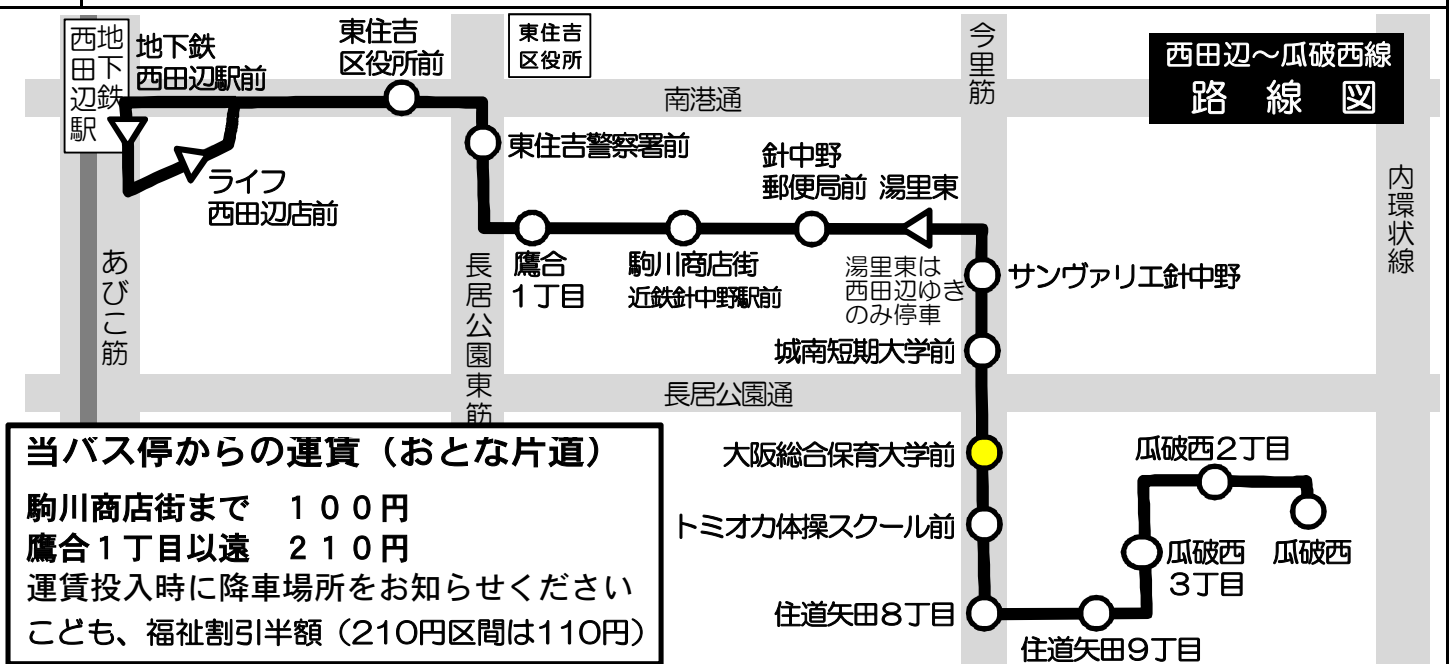 地下鉄
西田辺駅
地下鉄
西田辺駅前
東住吉
区役所前
東住吉
区役所
今里筋
西田辺～瓜破西線
路線図
南港通
東住吉警察署前
針中野
郵便局前
湯里東
ライフ
西田辺店前
内環状線
あびこ筋
長居公園東筋
鷹合
1丁目
駒川商店街
近鉄針中野駅前
湯里東は
西田辺ゆき
のみ停車
サンヴァリエ針中野
城南短期大学前
長居公園通
当バス停からの運賃（おとな片道）
駒川商店街まで　１００円
鷹合１丁目以遠　２１０円
運賃投入時に降車場所をお知らせください
こども、福祉割引半額（210円区間は110円）
大阪総合保育大学前
トミオカ体操スクール前
住道矢田8丁目
住道矢田9丁目
瓜破西2丁目
瓜破西
3丁目
瓜破西